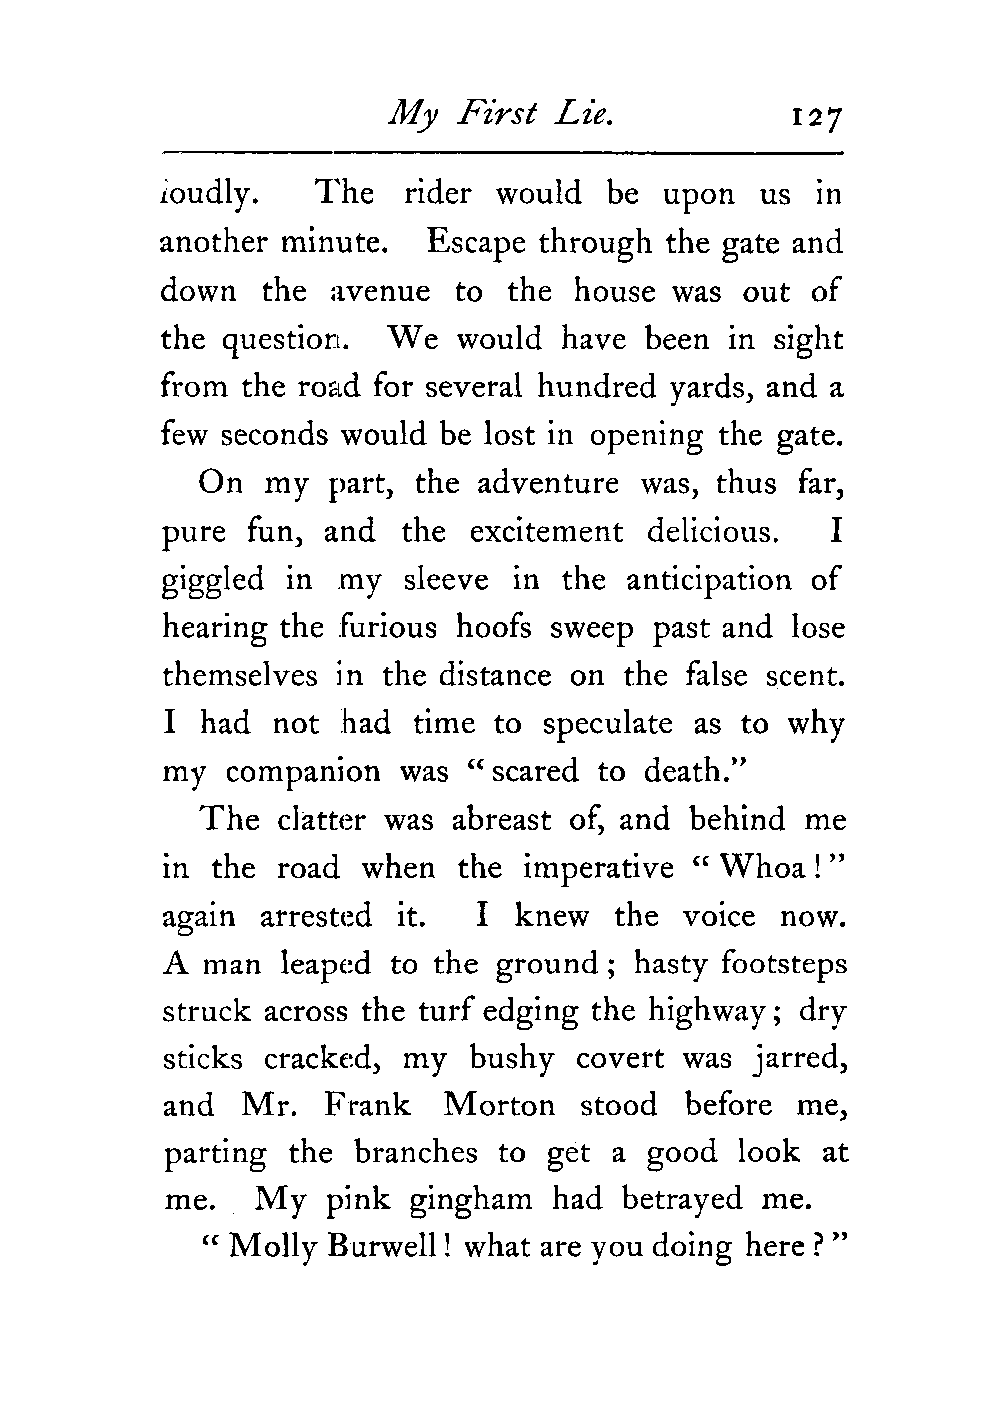 My First Lie. 127
loudly. The rider would be upon us in
another minute. Escape through the gate and
down the avenue to the house was out of
the question. We would have been in sight
from the road for several hundred yards, and a
few seconds would be lost in opening the gate.
On my part, the adventure was, thus far,
pure fun, and the excitement delicious. I
giggled in my sleeve in the anticipation of
hearing the furious hoofs sweep past and lose
themselves in the distance on the false scent.
I had not had time to speculate as to why
my companion was “scared to death.”
The clatter was abreast of, and behind me
in the road when the imperative “Whoa!”
again arrested it. I knew the voice now.
A man leaped to the ground; hasty footsteps
struck across the turf edging the highway; dry
sticks cracked, my bushy covert was jarred,
and Mr. Frank Morton stood before me,
parting the branches to get a good look at
me. My pink gingham had betrayed me.
“Molly Burwell! what are you doing here?”